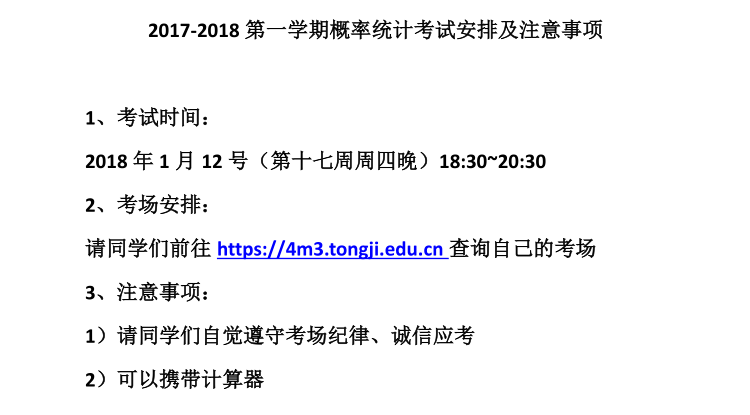 2017-2018 第一学期概率统计考试安排及注意事项
1、考试时间：
2018 年 1 月 12 号（第十七周周四晚）18:30~20:30
2、考场安排：
请同学们前往 https://4m3.tongji.edu.cn 查询自己的考场
3、注意事项：
1）请同学们自觉遵守考场纪律、诚信应考
2）可以携带计算器